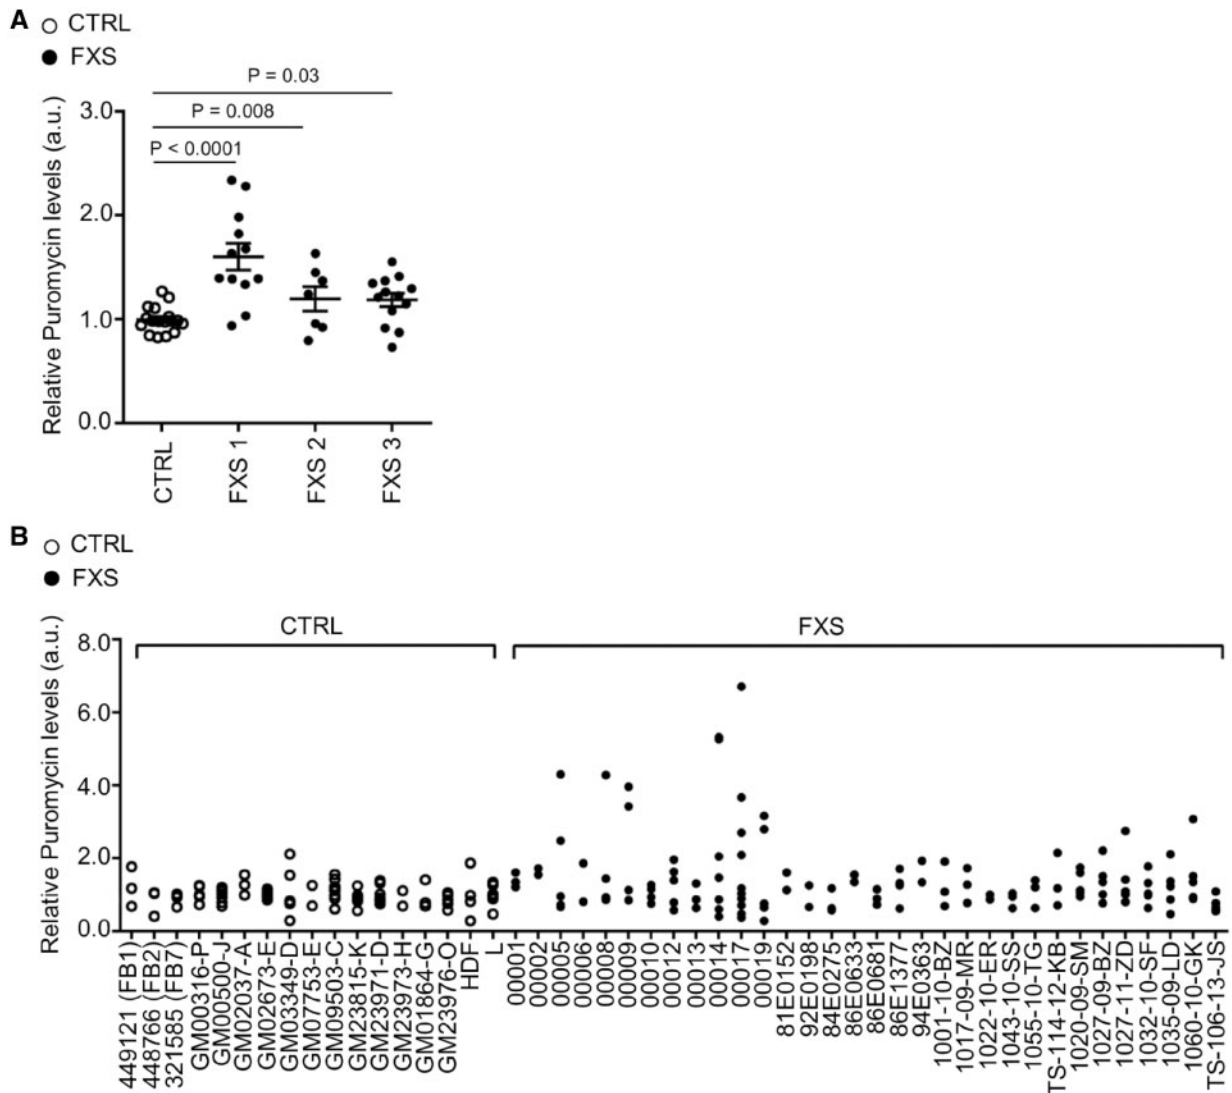 A
CTRL
FXS
P = 0.03
P = 0.008
P < 0.0001
Relative Puromycin levels (a.u.)
3.0
2.0
1.0
0.0
CTRL
FXS 1
FXS 2
FXS 3
B
CTRL
FXS
CTRL
FXS
Relative Puromycin levels (a.u.)
8.0
6.0
4.0
2.0
0.0
449121 (FB1)
448766 (FB2)
321585 (FB7)
GM00316-P
GM00500-J
GM02037-A
GM02673-E
GM03349-D
GM07753-E
GM09503-C
GM23815-K
GM23971-D
GM23973-H
GM01864-G
GM23976-O
HDF
L
00001
00002
00005
00006
00008
00009
00010
00012
00013
00014
00017
00019
81E0152
92E01198
84E0275
86E0633
86E0681
86E1377
94E0363
1001-10-BZ
1017-09-MR
1022-10-ER
1043-10-SS
1055-10-TG
TS-114-12-KB
1020-09-SM
1027-09-BZ
1027-11-ZD
1032-10-SF
1035-09-LD
1060-10-GK
TS-106-13-JS